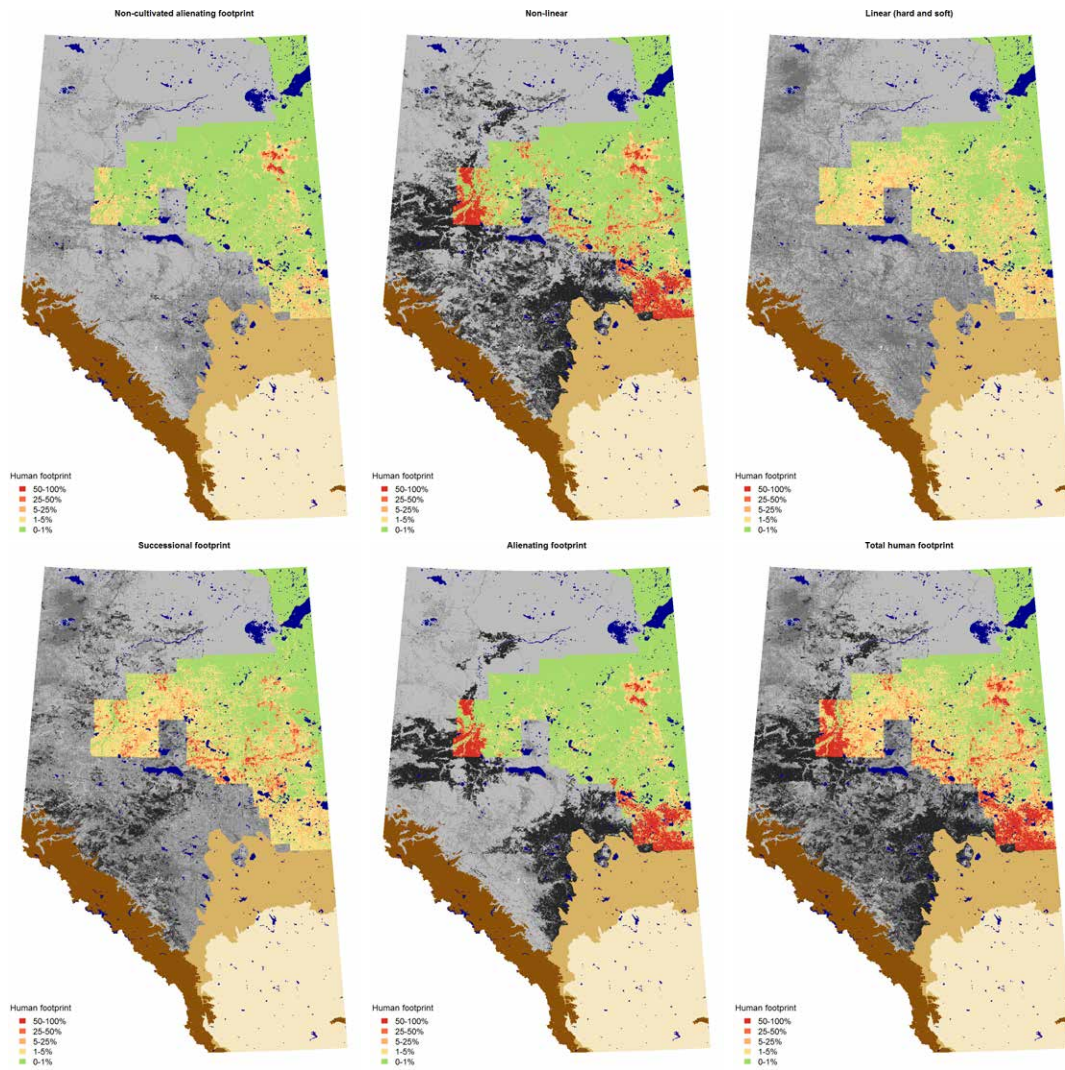 Non-cultivated alienating footprint
Non-linear
Linear (hard and soft)
Human footprint
50-100%
25-50%
5-25%
1-5%
0-1%
Human footprint
50-100%
25-50%
5-25%
1-5%
0-1%
Human footprint
50-100%
25-50%
5-25%
1-5%
0-1%
Successional footprint
Alienating footprint
Total human footprint
Human footprint
50-100%
25-50%
5-25%
1-5%
0-1%
Human footprint
50-100%
25-50%
5-25%
1-5%
0-1%
Human footprint
50-100%
25-50%
5-25%
1-5%
0-1%